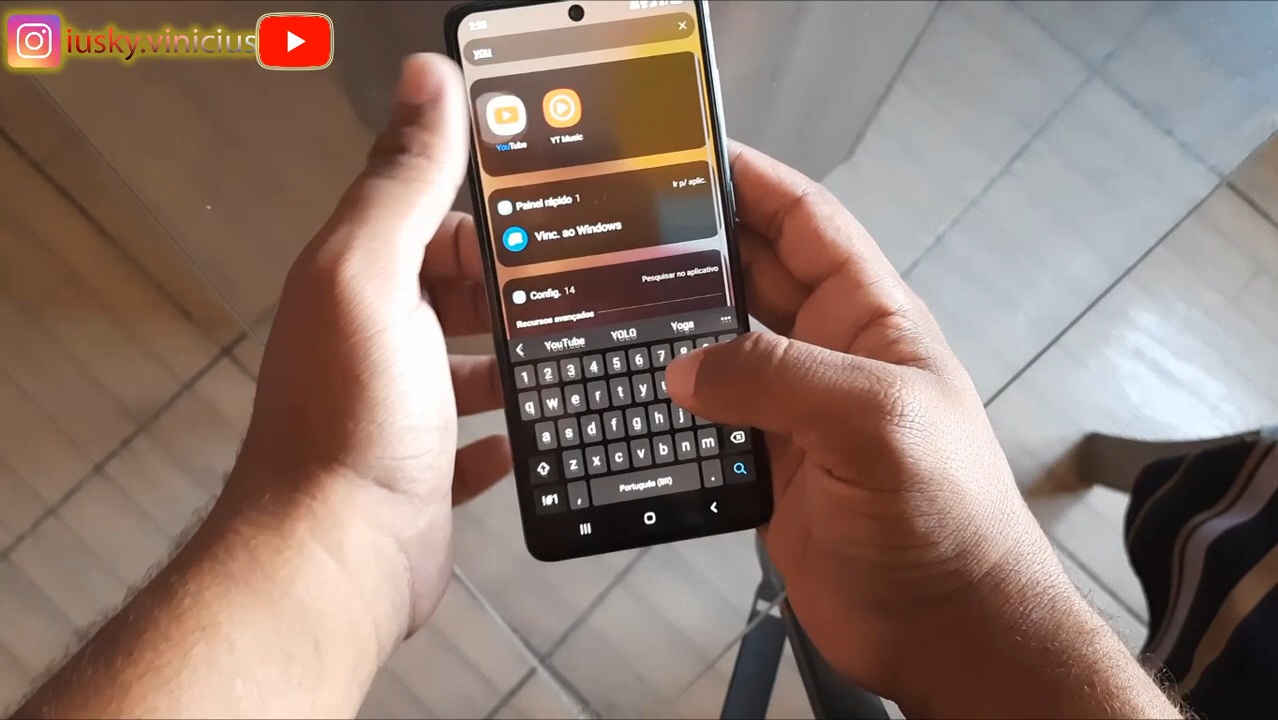 iusky.vinicius
you
YouTube
YT Music
Painel rápido 1
Ir p/ aplic.
Vinc. ao Windows
Config. 14
Pesquisar no aplicativo
Recursos avançados
YouTube YOLO Yoga
1 2 3 4 5 6 7 8
q w e r t y u
a s d f g h j
z x c v b n m
!#1 , Português (BR) .